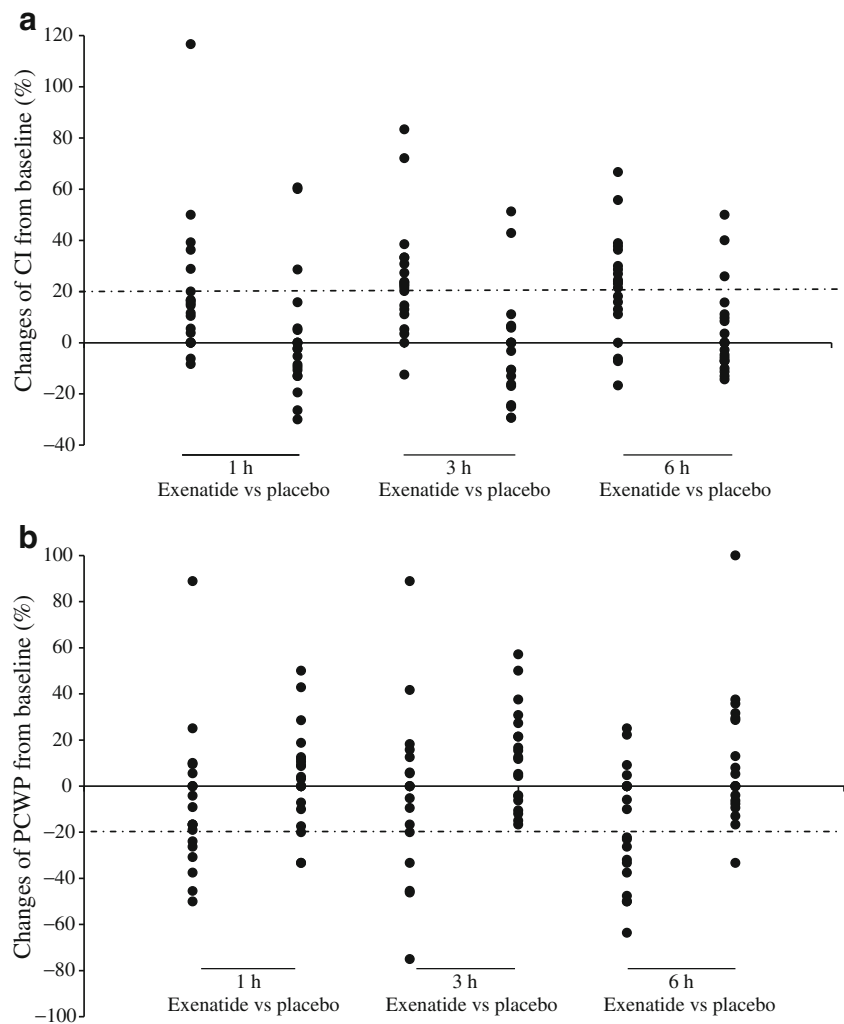 a
Changes of CI from baseline (%)
120
100
80
60
40
20
0
−20
−40
1 h
3 h
6 h
Exenatide vs placebo
Exenatide vs placebo
Exenatide vs placebo
b
Changes of PCWP from baseline (%)
100
80
60
40
20
0
−20
−40
−60
−80
−100
1 h
3 h
6 h
Exenatide vs placebo
Exenatide vs placebo
Exenatide vs placebo